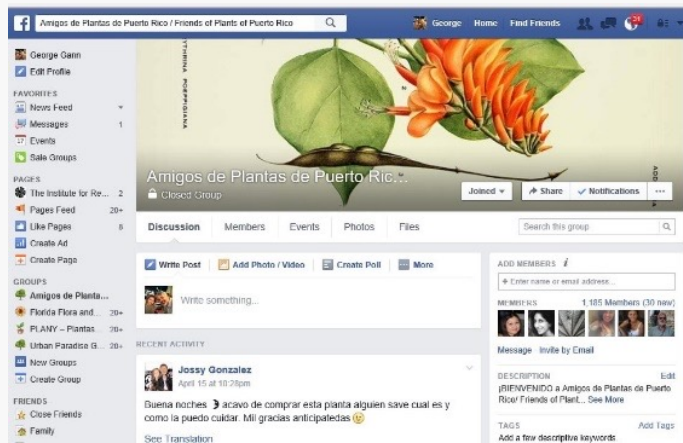 Amigos de Plantas de Puerto Rico / Friends of Plants of Puerto Rico
George Home Find Friends 31
George Gann
Edit Profile
FAVORITES
News Feed
Messages 1
Events
Sale Groups
PAGES
The Institute for Re... 2
Pages Feed 20+
Like Pages 8
Create Ad
Create Page
GROUPS
Amigos de Planta...
Florida Flora and... 20+
PLANY – Plantas... 20+
Urban Paradise G... 20+
New Groups
Create Group
FRIENDS
Close Friends
Family
ERYTHRINA POEPPIGIANA
Amigos de Plantas de Puerto Ric...
Closed Group
Joined Share Notifications ...
Discussion Members Events Photos Files
Search this group
Write Post Add Photo / Video Create Poll More
Write something...
RECENT ACTIVITY
Jossy Gonzalez
April 15 at 10:28pm
Buena noches acavo de comprar esta planta alguien save cual es y
como la puedo cuidar. Mil gracias anticipatedas
See Translation
ADD MEMBERS i
+ Enter name or email address...
MEMBERS 1,185 Members (30 new)
Message · Invite by Email
DESCRIPTION Edit
¡BIENVENIDO a Amigos de Plantas de Puerto
Rico/ Friends of Plant... See More
TAGS Add Tags
Add a few descriptive keywords